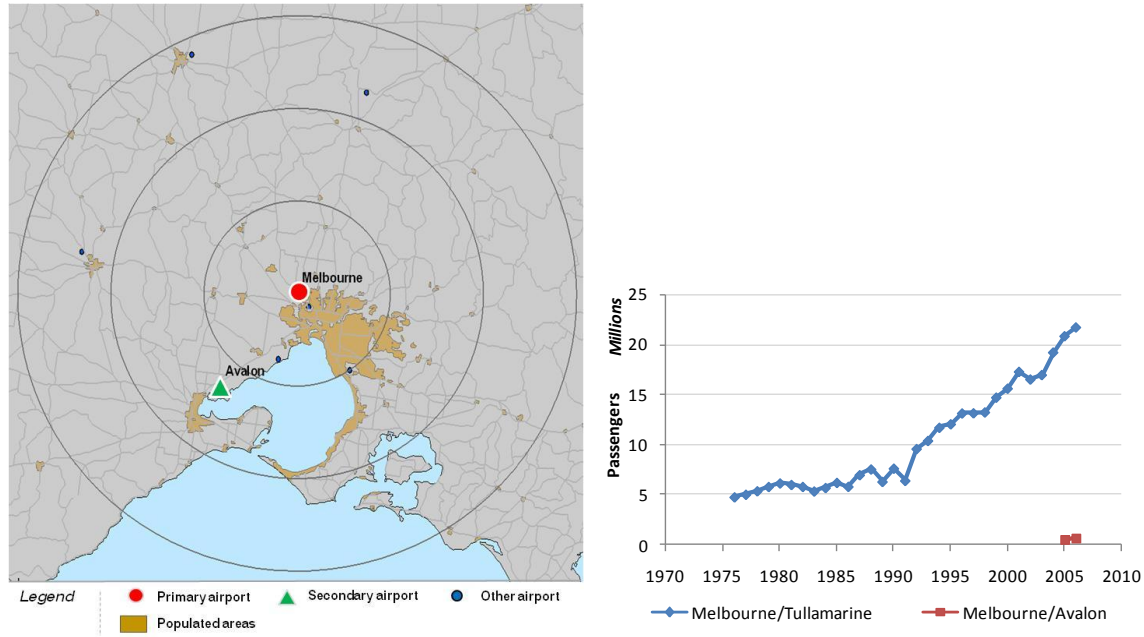 Melbourne
Avalon
Legend
Primary airport
Secondary airport
Other airport
Populated areas
Passengers Millions
25
20
15
10
5
0
1970 1975 1980 1985 1990 1995 2000 2005 2010
Melbourne/Tullamarine
Melbourne/Avalon